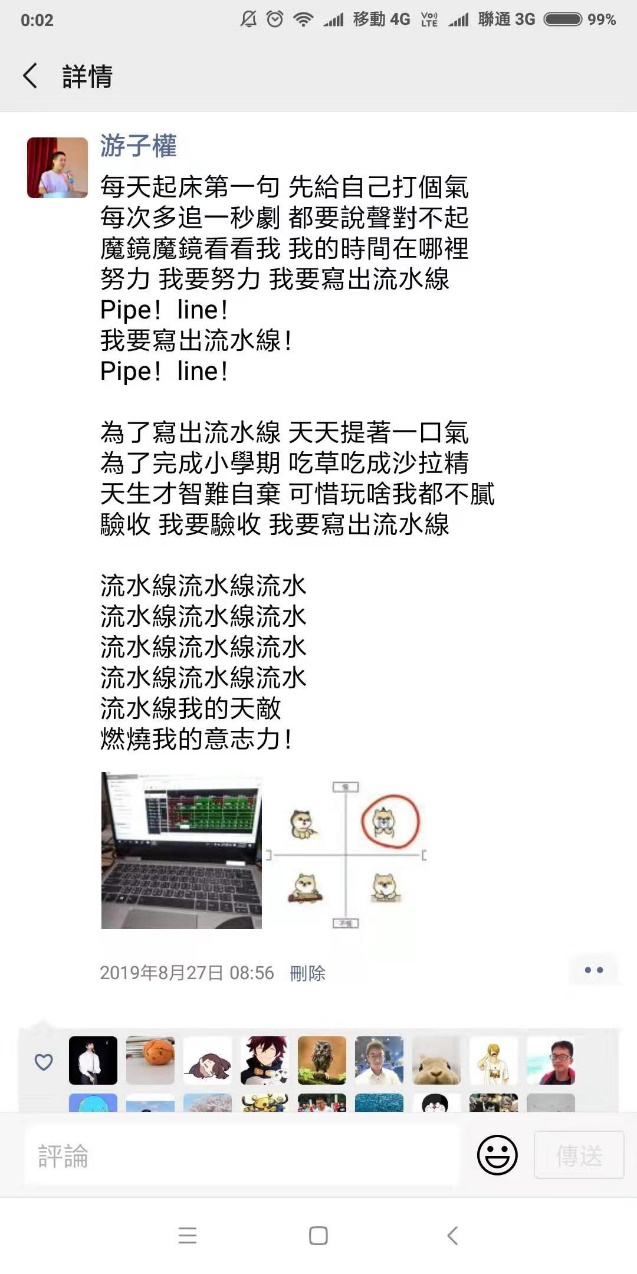 0:02 移動 4G VoLTE 聯通 3G 99%
詳情
游子權
每天起床第一句 先給自己打個氣
每次多追一秒劇 都要說聲對不起
魔鏡魔鏡看看我 我的時間在哪裡
努力 我要努力 我要寫出流水線
Pipe！line！
我要寫出流水線！
Pipe！line！
為了寫出流水線 天天提著一口氣
為了完成小學期 吃草吃成沙拉精
天生才智難自棄 可惜玩啥我都不膩
驗收 我要驗收 我要寫出流水線
流水線流水線流水
流水線流水線流水
流水線流水線流水
流水線流水線流水
流水線我的天敵
燃燒我的意志力！
2019年8月27日 08:56 刪除
評論
傳送